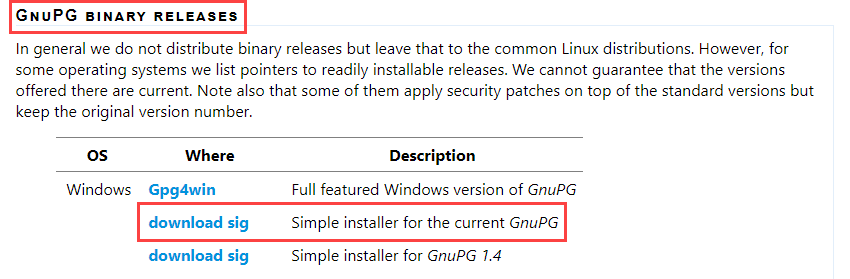 GNUPG BINARY RELEASES
In general we do not distribute binary releases but leave that to the common Linux distributions. However, for
some operating systems we list pointers to readily installable releases. We cannot guarantee that the versions
offered there are current. Note also that some of them apply security patches on top of the standard versions but
keep the original version number.
OS Where Description
Windows Gpg4win Full featured Windows version of GnuPG
download sig Simple installer for the current GnuPG
download sig Simple installer for GnuPG 1.4